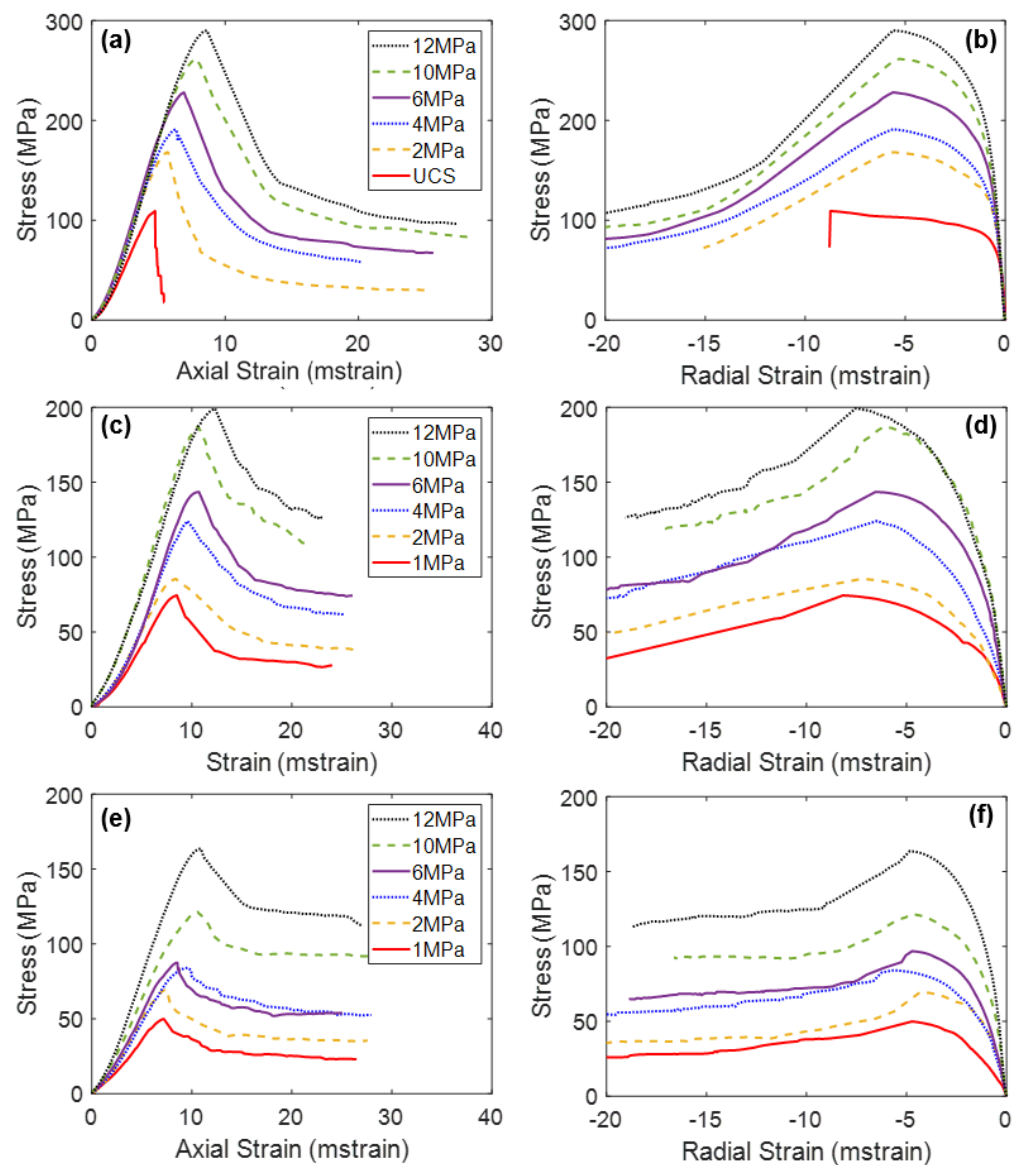 300
(a)
12MPa
10MPa
6MPa
4MPa
2MPa
UCS
200
100
0
Stress (MPa)
0 10 20 30
Axial Strain (mstrain)
300
(b)
200
100
0
Stress (MPa)
-20 -15 -10 -5 0
Radial Strain (mstrain)
200
(c)
12MPa
10MPa
6MPa
4MPa
2MPa
1MPa
150
100
50
0
Stress (MPa)
0 10 20 30 40
Strain (mstrain)
200
(d)
150
100
50
0
Stress (MPa)
-20 -15 -10 -5 0
Radial Strain (mstrain)
200
(e)
12MPa
10MPa
6MPa
4MPa
2MPa
1MPa
150
100
50
0
Stress (MPa)
0 10 20 30 40
Axial Strain (mstrain)
200
(f)
150
100
50
0
Stress (MPa)
-20 -15 -10 -5 0
Radial Strain (mstrain)